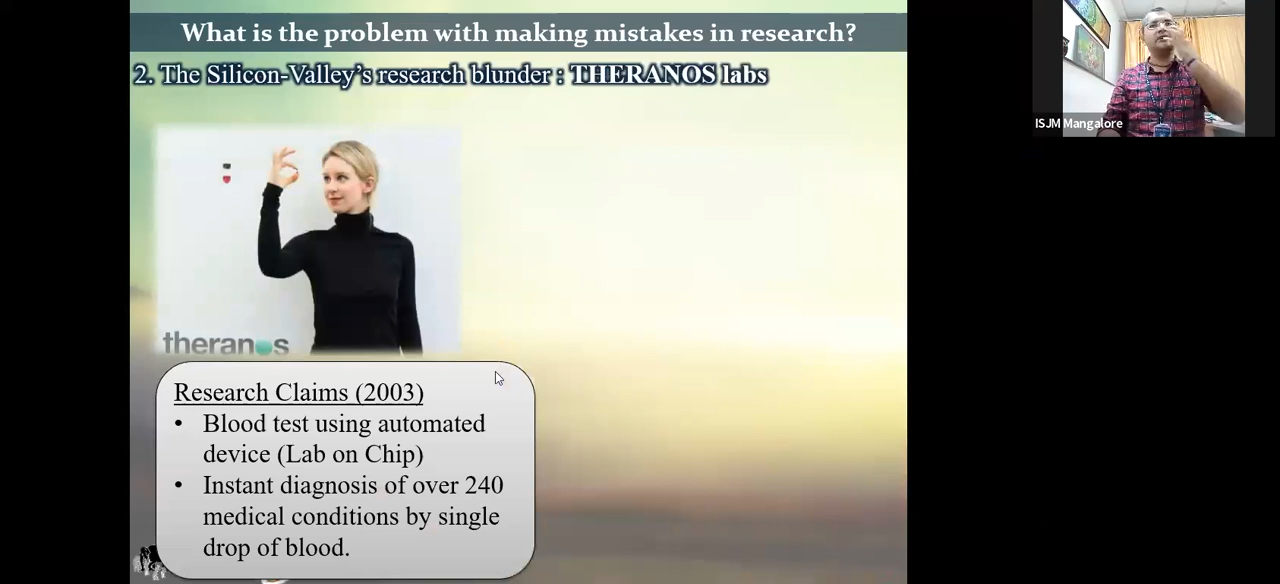 What is the problem with making mistakes in research?
2. The Silicon-Valley's research blunder : THERANOS labs
theranos
Research Claims (2003)
• Blood test using automated
device (Lab on Chip)
• Instant diagnosis of over 240
medical conditions by single
drop of blood.
ISJM Mangalore